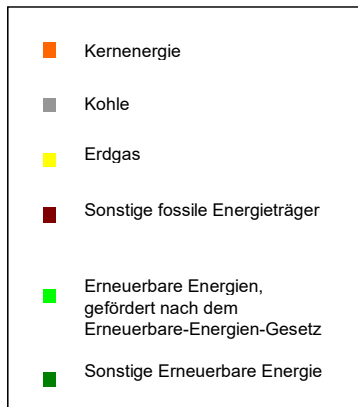 Kernenergie
Kohle
Erdgas
Sonstige fossile Energieträger
Erneuerbare Energien,
gefördert nach dem
Erneuerbare-Energien-Gesetz
Sonstige Erneuerbare Energie